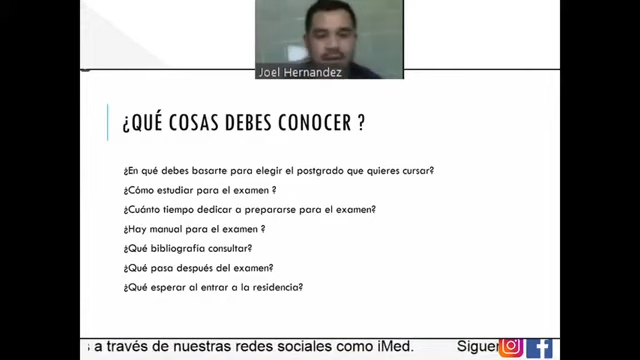 Joel Hernandez
¿QUÉ COSAS DEBES CONOCER ?
¿En qué debes basarte para elegir el postgrado que quieres cursar?
¿Cómo estudiar para el examen ?
¿Cuánto tiempo dedicar a prepararse para el examen?
¿Hay manual para el examen ?
¿Qué bibliografía consultar?
¿Qué pasa después del examen?
¿Qué esperar al entrar a la residencia?
a través de nuestras redes sociales como iMed.